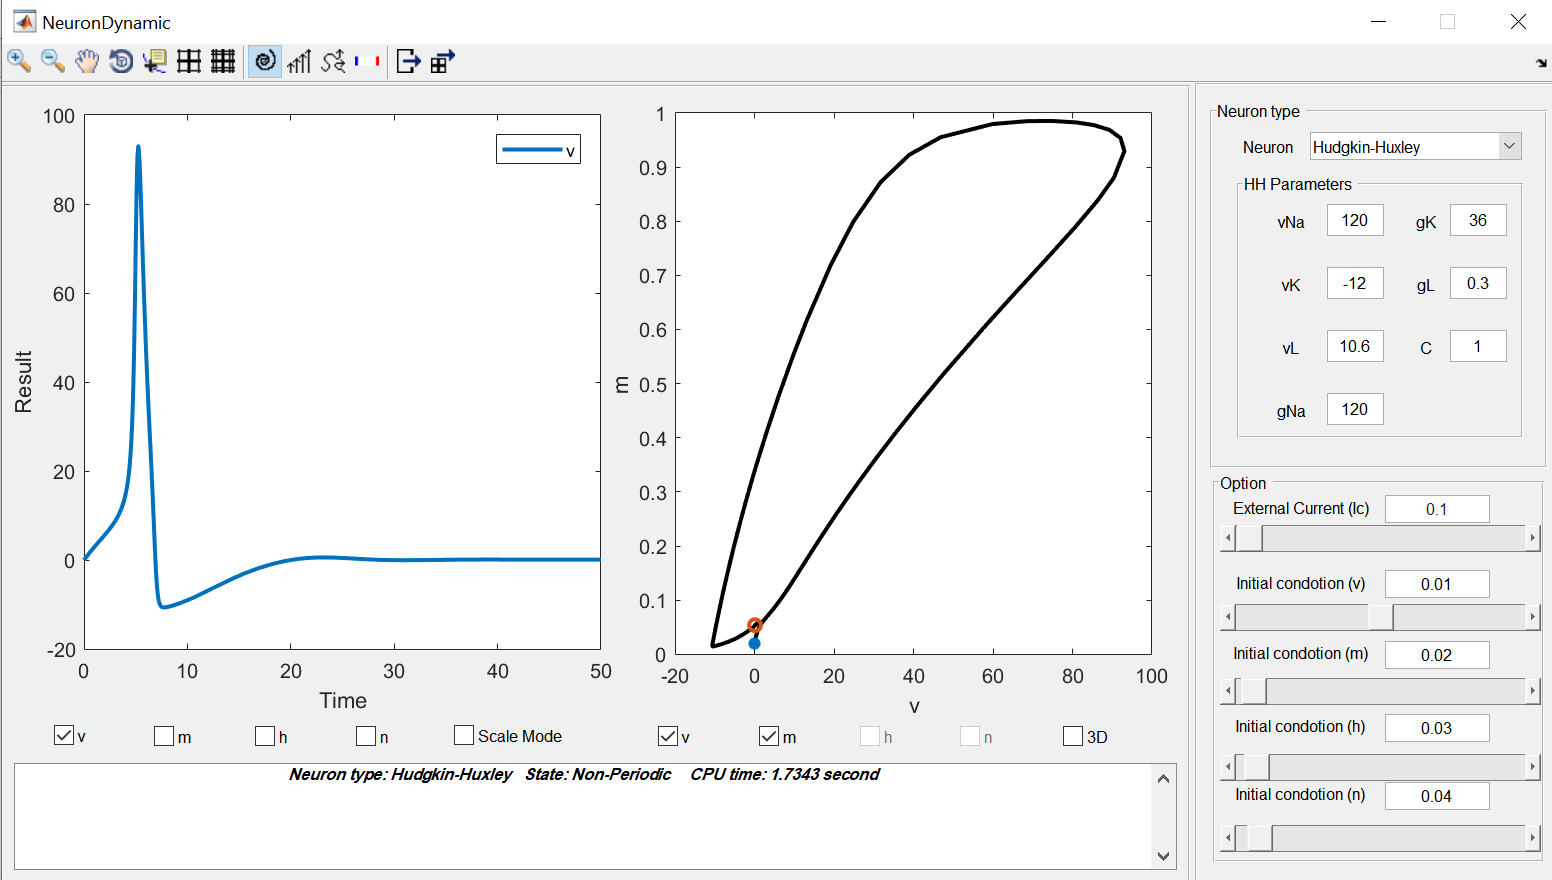 NeuronDynamic
100
80
60
40
20
0
-20
0
10
20
30
40
50
Result
Time
v
1
0.9
0.8
0.7
0.6
0.5
0.4
0.3
0.2
0.1
0
-20
0
20
40
60
80
100
m
v
v
m
h
n
Scale Mode
v
m
h
n
3D
Neuron type: Hudgkin-Huxley State: Non-Periodic CPU time: 1.7343 second
Neuron type
Neuron Hudgkin-Huxley
HH Parameters
vNa 120 gK 36
vK -12 gL 0.3
vL 10.6 C 1
gNa 120
Option
External Current (Ic) 0.1
Initial condotion (v) 0.01
Initial condotion (m) 0.02
Initial condotion (h) 0.03
Initial condotion (n) 0.04